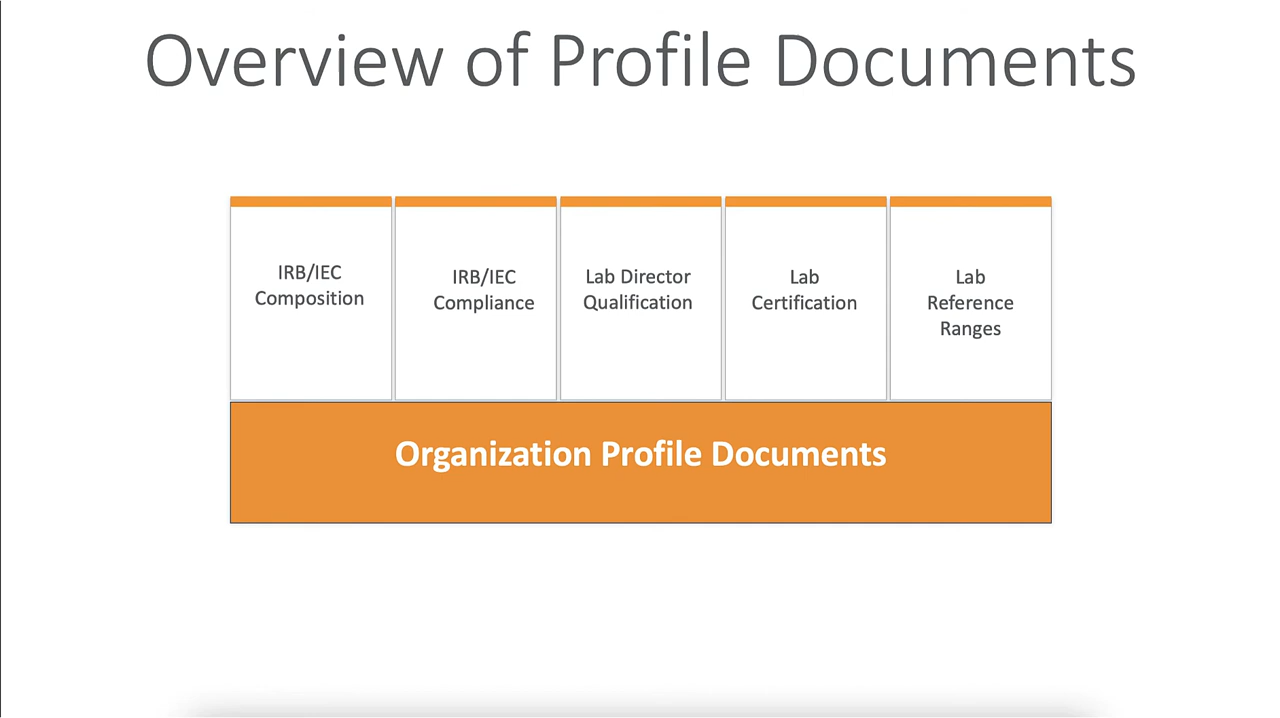 Overview of Profile Documents
IRB/IEC
Composition
IRB/IEC
Compliance
Lab Director
Qualification
Lab
Certification
Lab
Reference
Ranges
Organization Profile Documents